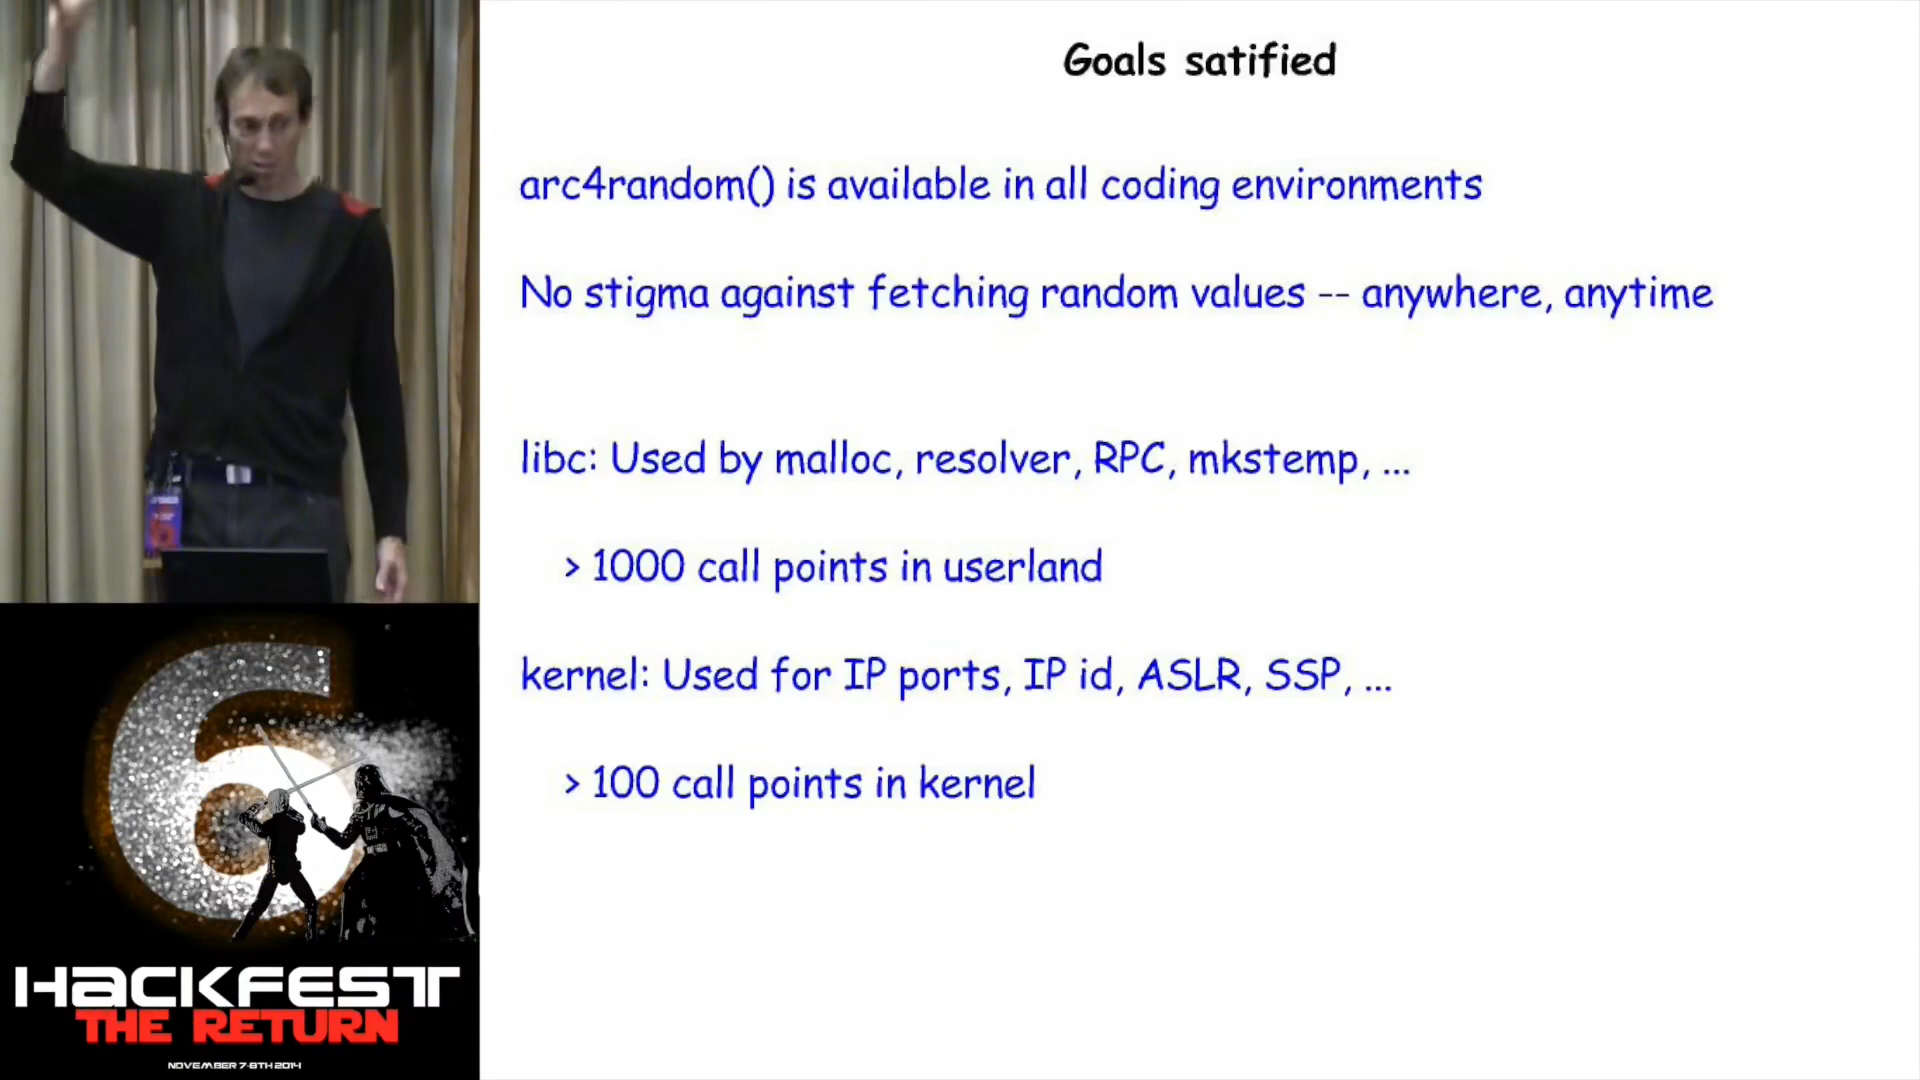 Goals satified
arc4random() is available in all coding environments
No stigma against fetching random values -- anywhere, anytime
libc: Used by malloc, resolver, RPC, mkstemp, ...
> 1000 call points in userland
kernel: Used for IP ports, IP id, ASLR, SSP, ...
> 100 call points in kernel
6
HACKFEST
THE RETURN
NOVEMBER 7-8TH 2014